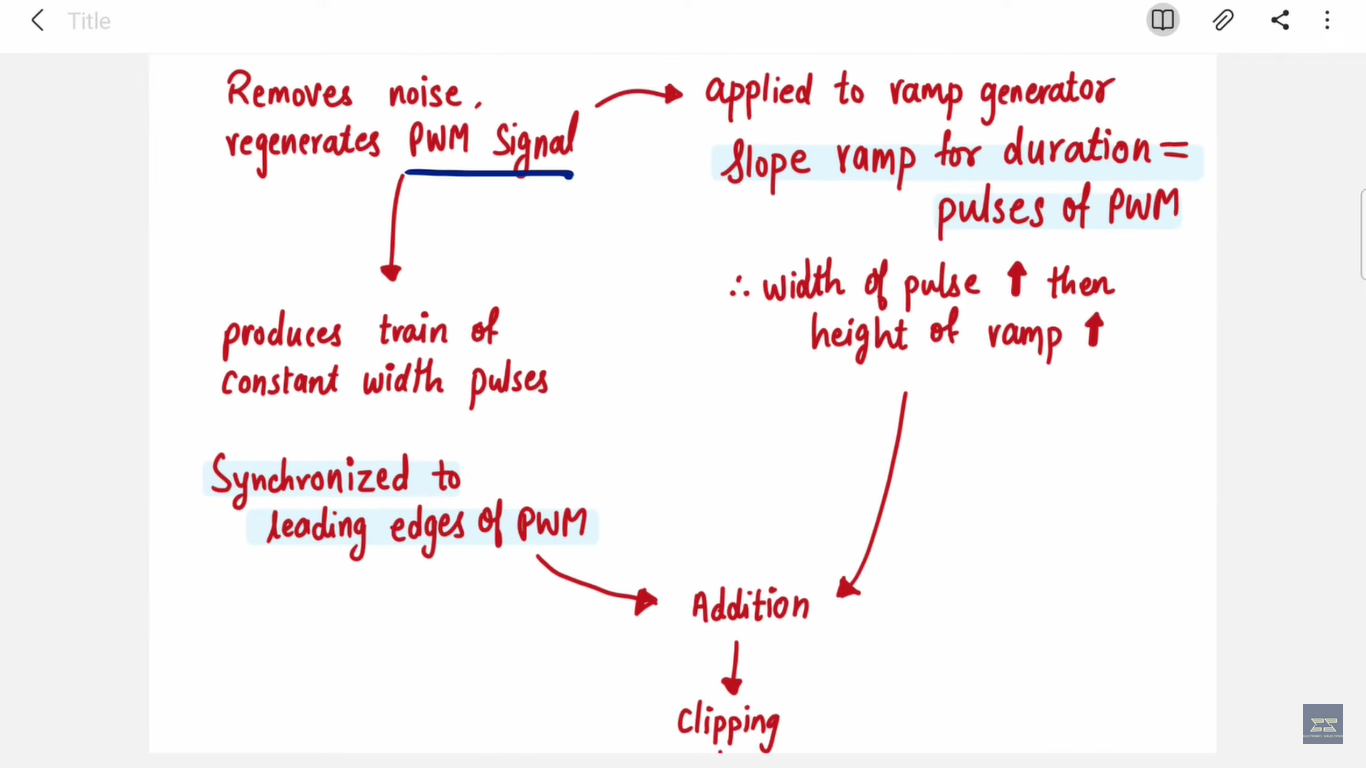 Title
Removes noise,
regenerates PWM Signal
applied to ramp generator
Slope ramp for duration =
pulses of PWM
∴ width of pulse ↑ then
height of ramp ↑
produces train of
constant width pulses
Synchronized to
leading edges of PWM
Addition
Clipping